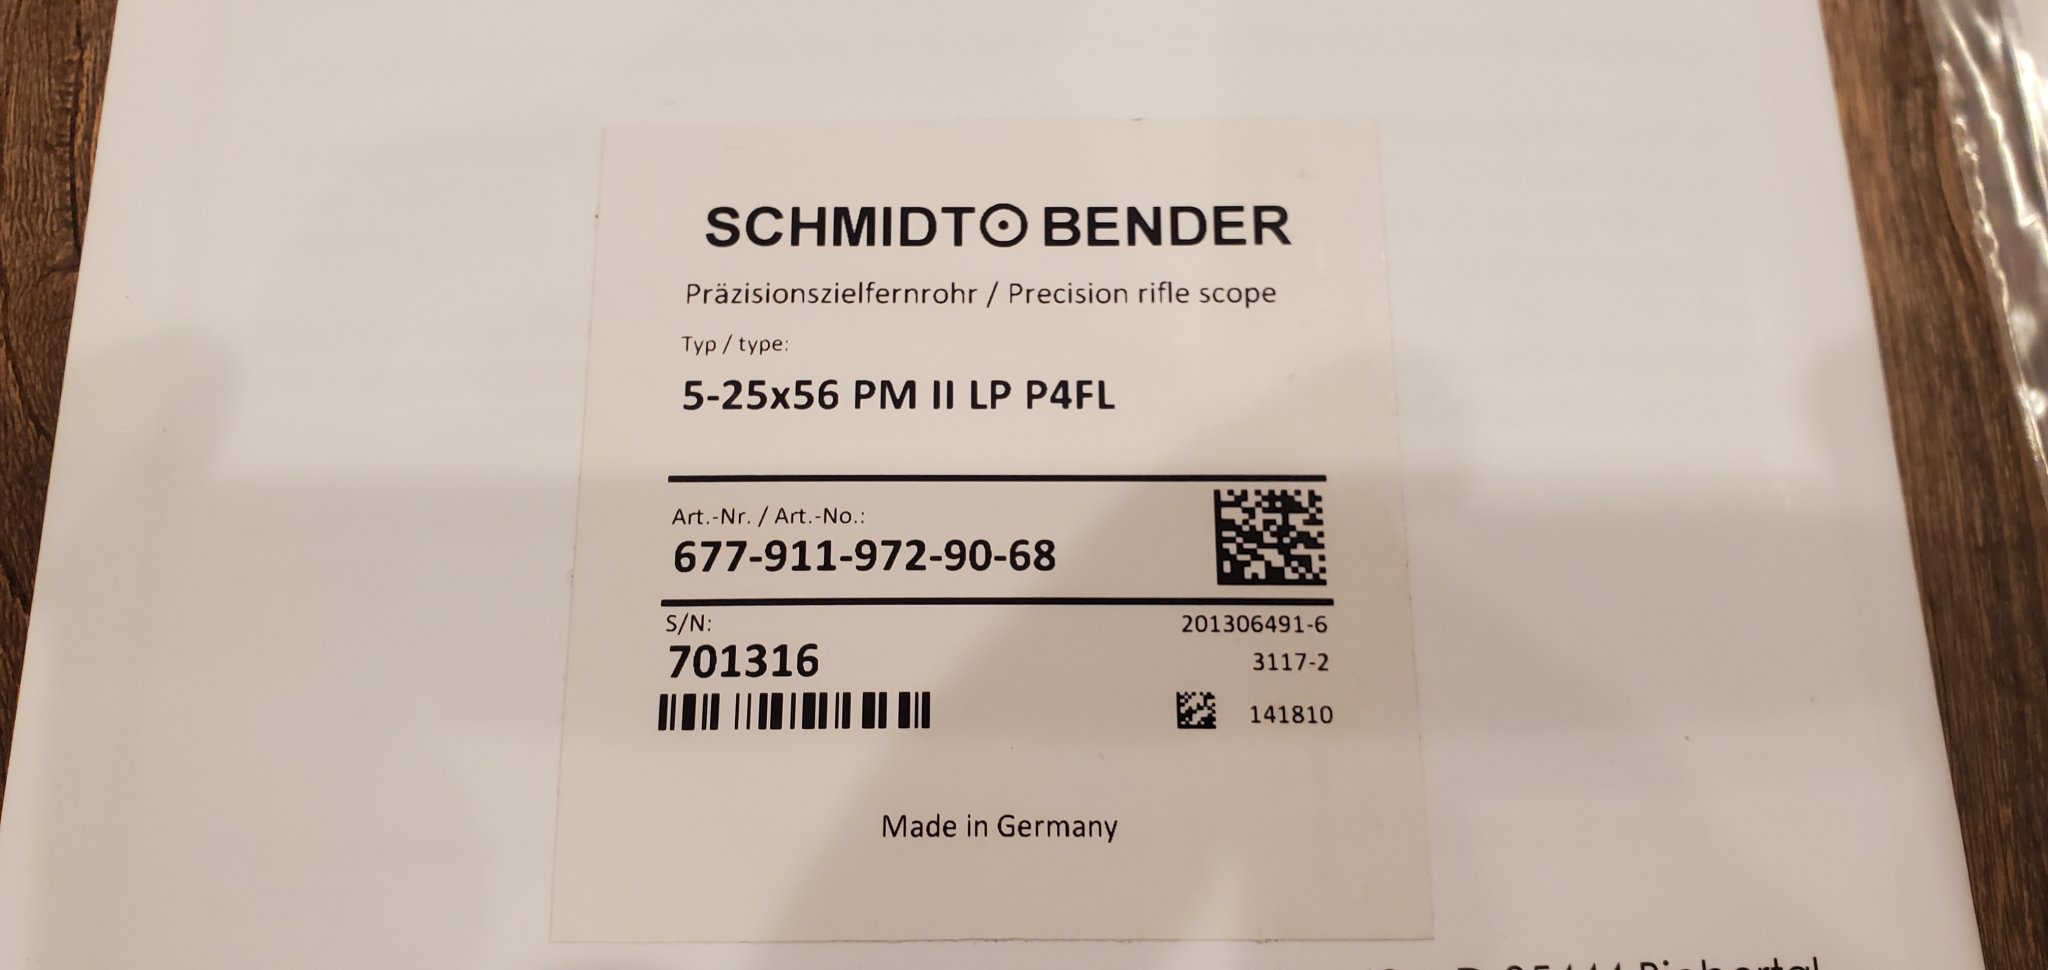 SCHMIDT BENDER
Präzisionszielfernrohr / Precision rifle scope
Typ / type:
5-25x56 PM II LP P4FL
Art.-Nr. / Art.-No.:
677-911-972-90-68
S/N:
701316
201306491-6
3117-2
141810
Made in Germany